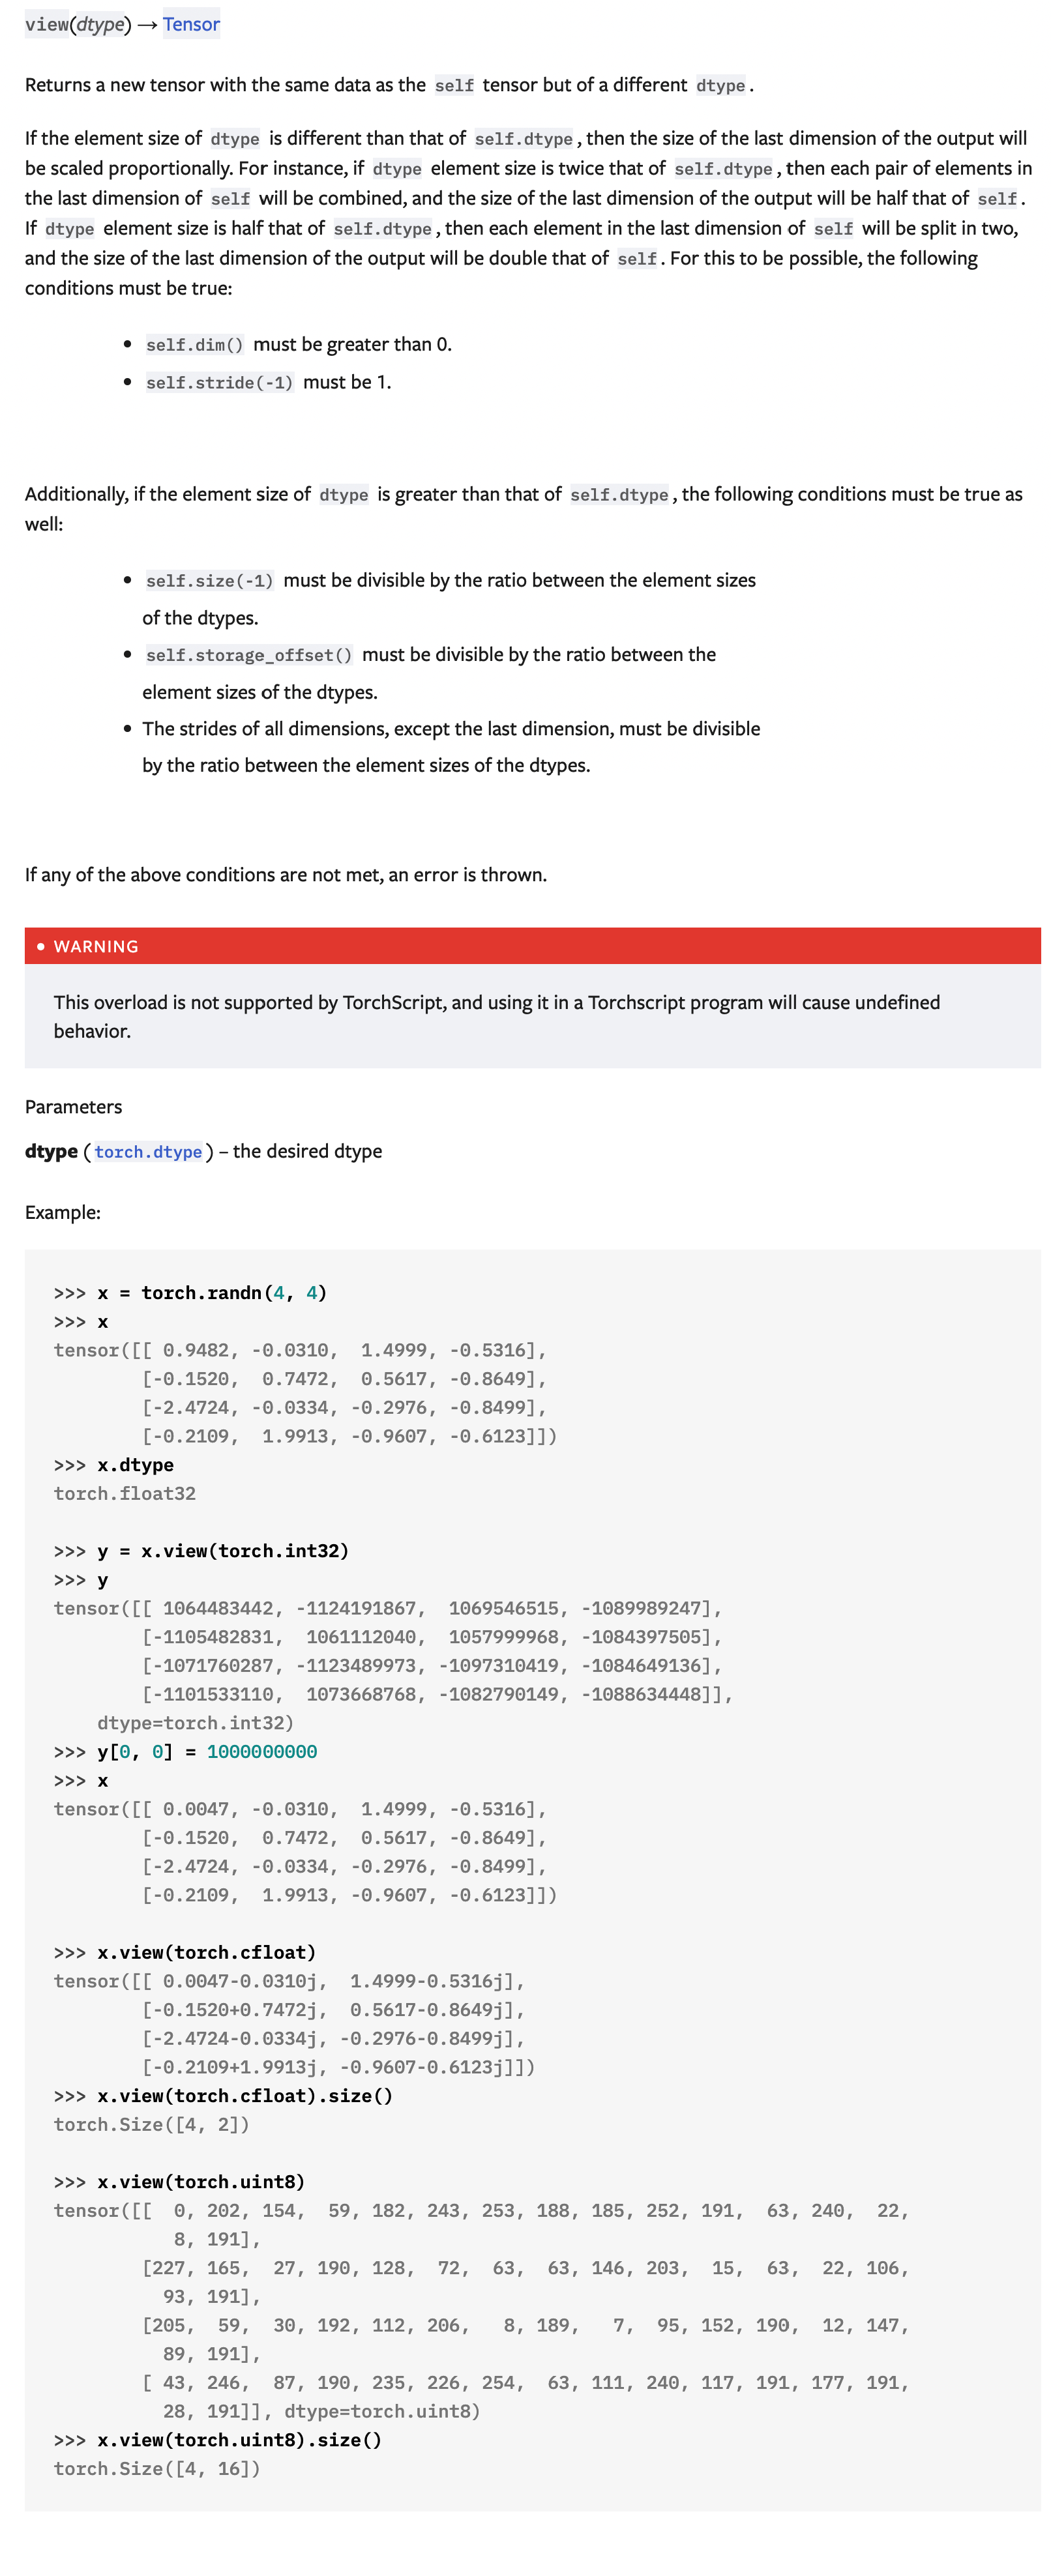 view(dtype) → Tensor
Returns a new tensor with the same data as the self tensor but of a different dtype.
If the element size of dtype is different than that of self.dtype, then the size of the last dimension of the output will
be scaled proportionally. For instance, if dtype element size is twice that of self.dtype, then each pair of elements in
the last dimension of self will be combined, and the size of the last dimension of the output will be half that of self.
If dtype element size is half that of self.dtype, then each element in the last dimension of self will be split in two,
and the size of the last dimension of the output will be double that of self. For this to be possible, the following
conditions must be true:
• self.dim() must be greater than 0.
• self.stride(-1) must be 1.
Additionally, if the element size of dtype is greater than that of self.dtype, the following conditions must be true as
well:
• self.size(-1) must be divisible by the ratio between the element sizes
of the dtypes.
• self.storage_offset() must be divisible by the ratio between the
element sizes of the dtypes.
• The strides of all dimensions, except the last dimension, must be divisible
by the ratio between the element sizes of the dtypes.
If any of the above conditions are not met, an error is thrown.
• WARNING
This overload is not supported by TorchScript, and using it in a Torchscript program will cause undefined
behavior.
Parameters
dtype (torch.dtype) – the desired dtype
Example:
>>> x = torch.randn(4, 4)
>>> x
tensor([[ 0.9482, -0.0310,  1.4999, -0.5316],
        [-0.1520,  0.7472,  0.5617, -0.8649],
        [-2.4724, -0.0334, -0.2976, -0.8499],
        [-0.2109,  1.9913, -0.9607, -0.6123]])
>>> x.dtype
torch.float32
>>> y = x.view(torch.int32)
>>> y
tensor([[ 1064483442, -1124191867,  1069546515, -1089989247],
        [-1105482831,  1061112040,  1057999968, -1084397505],
        [-1071760287, -1123489973, -1097310419, -1084649136],
        [-1101533110,  1073668768, -1082790149, -1088634448]],
    dtype=torch.int32)
>>> y[0, 0] = 1000000000
>>> x
tensor([[ 0.0047, -0.0310,  1.4999, -0.5316],
        [-0.1520,  0.7472,  0.5617, -0.8649],
        [-2.4724, -0.0334, -0.2976, -0.8499],
        [-0.2109,  1.9913, -0.9607, -0.6123]])
>>> x.view(torch.cfloat)
tensor([[ 0.0047-0.0310j,  1.4999-0.5316j],
        [-0.1520+0.7472j,  0.5617-0.8649j],
        [-2.4724-0.0334j, -0.2976-0.8499j],
        [-0.2109+1.9913j, -0.9607-0.6123j]])
>>> x.view(torch.cfloat).size()
torch.Size([4, 2])
>>> x.view(torch.uint8)
tensor([[  0, 202, 154,  59, 182, 243, 253, 188, 185, 252, 191,  63, 240,  22,
           8, 191],
        [227, 165,  27, 190, 128,  72,  63,  63, 146, 203,  15,  63,  22, 106,
          93, 191],
        [205,  59,  30, 192, 112, 206,   8, 189,   7,  95, 152, 190,  12, 147,
          89, 191],
        [ 43, 246,  87, 190, 235, 226, 254,  63, 111, 240, 117, 191, 177, 191,
          28, 191]], dtype=torch.uint8)
>>> x.view(torch.uint8).size()
torch.Size([4, 16])